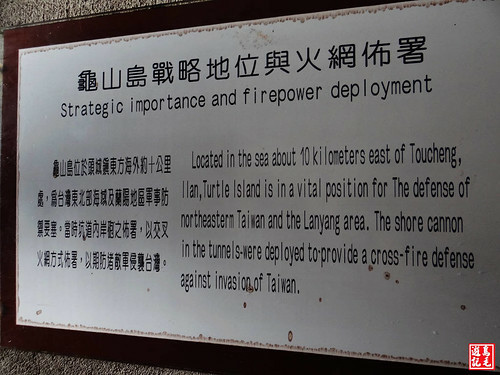 龜山島戰略地位與火網佈署
Strategic importance and firepower deployment
龜山島位於頭城鎮東方海外約十公里
處，為台灣東北部海域及蘭陽地區軍事防
禦要塞。當時坑道內岸砲之佈署，以交叉
火網方式佈署，以期防堵敵軍侵襲台灣。
Located in the sea about 10 kilometers east of Toucheng,
Ilan,Turtle Island is in a vital position for The defense of
northeastern Taiwan and the Lanyang area. The shore cannon
in the tunnels were deployed to provide a cross-fire defense
against invasion of Taiwan.